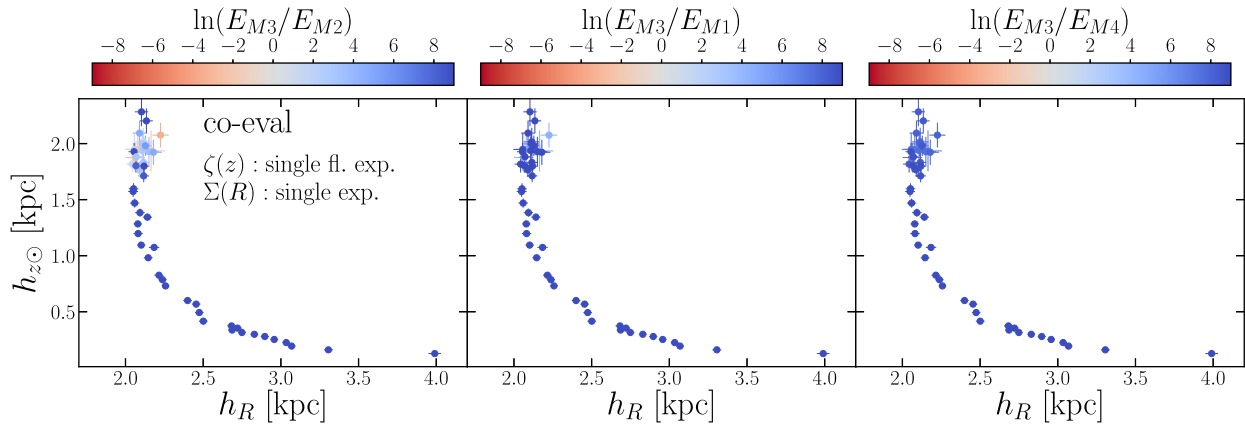 ln(E_{M3}/E_{M2})
−8 −6 −4 −2 0 2 4 6 8
ln(E_{M3}/E_{M1})
−8 −6 −4 −2 0 2 4 6 8
ln(E_{M3}/E_{M4})
−8 −6 −4 −2 0 2 4 6 8
h_{z⊙} [kpc]
2.0
1.5
1.0
0.5
co-eval
ζ(z) : single fl. exp.
Σ(R) : single exp.
2.0 2.5 3.0 3.5 4.0
h_R [kpc]
2.0 2.5 3.0 3.5 4.0
h_R [kpc]
2.0 2.5 3.0 3.5 4.0
h_R [kpc]